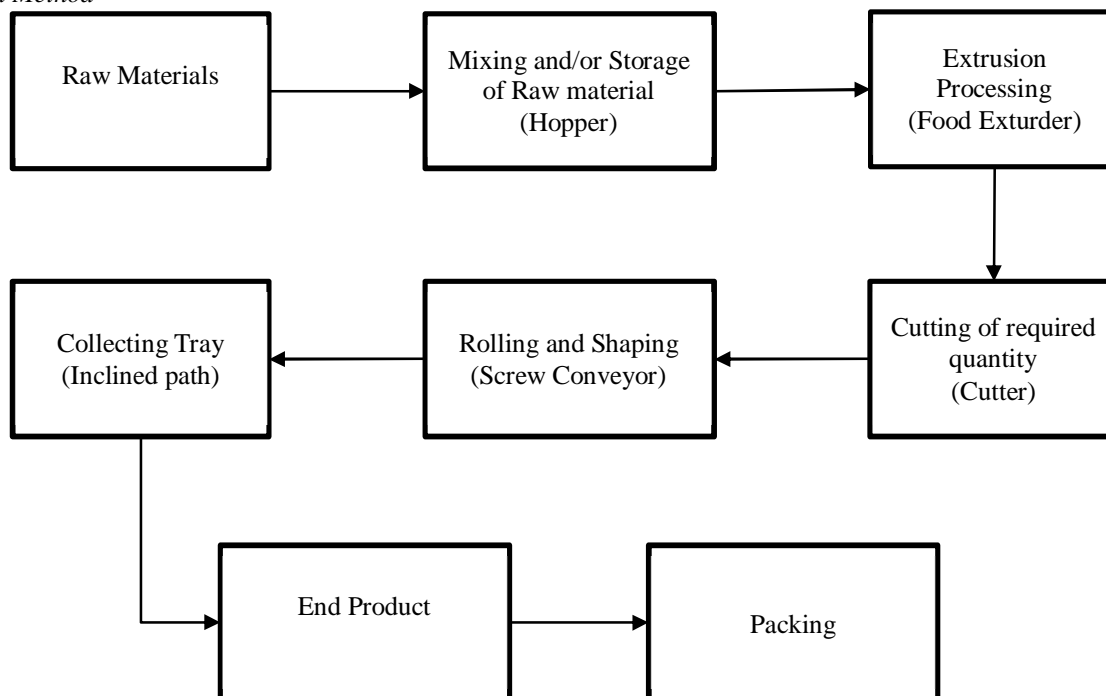 Method
Raw Materials
Mixing and/or Storage
of Raw material
(Hopper)
Extrusion
Processing
(Food Exturder)
Cutting of required
quantity
(Cutter)
Rolling and Shaping
(Screw Conveyor)
Collecting Tray
(Inclined path)
End Product
Packing